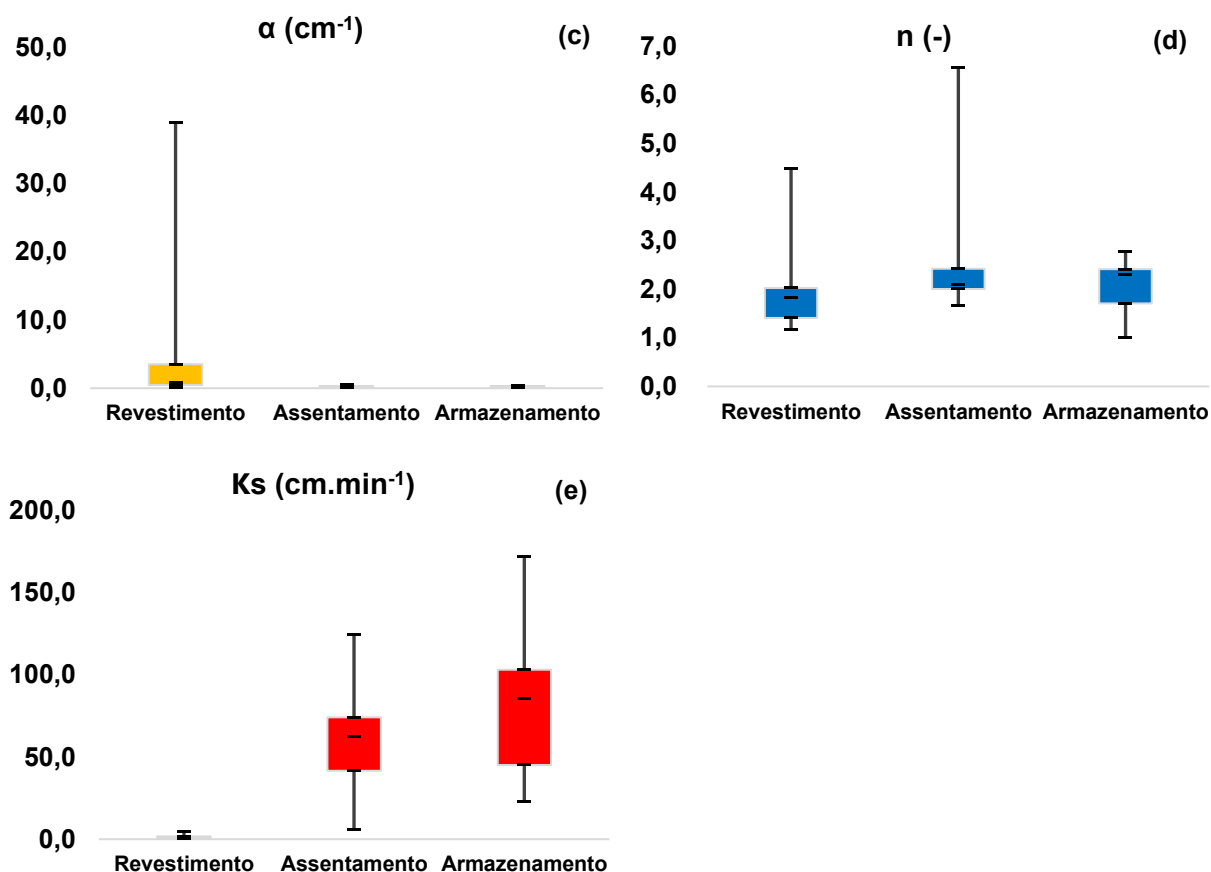 α (cm⁻¹)
(c)
50,0
40,0
30,0
20,0
10,0
0,0
Revestimento Assentamento Armazenamento
n (-)
(d)
7,0
6,0
5,0
4,0
3,0
2,0
1,0
0,0
Revestimento Assentamento Armazenamento
Ks (cm.min⁻¹)
(e)
200,0
150,0
100,0
50,0
0,0
Revestimento Assentamento Armazenamento